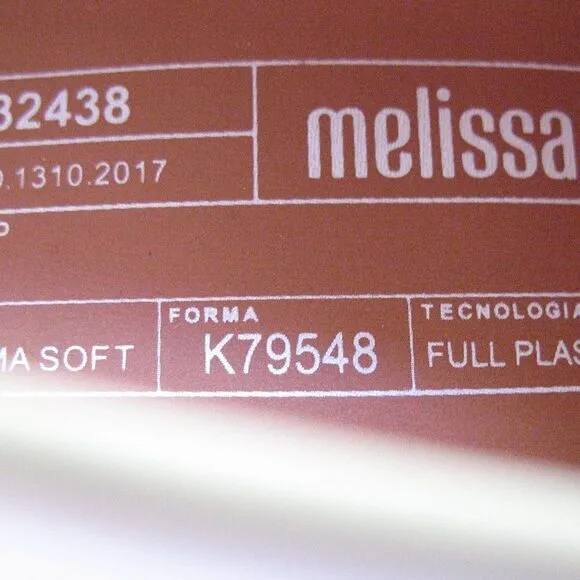 32438
melissa
.1310.2017
P
MA SOFT
FORMA
K79548
TECNOLOGIA
FULL PLAS